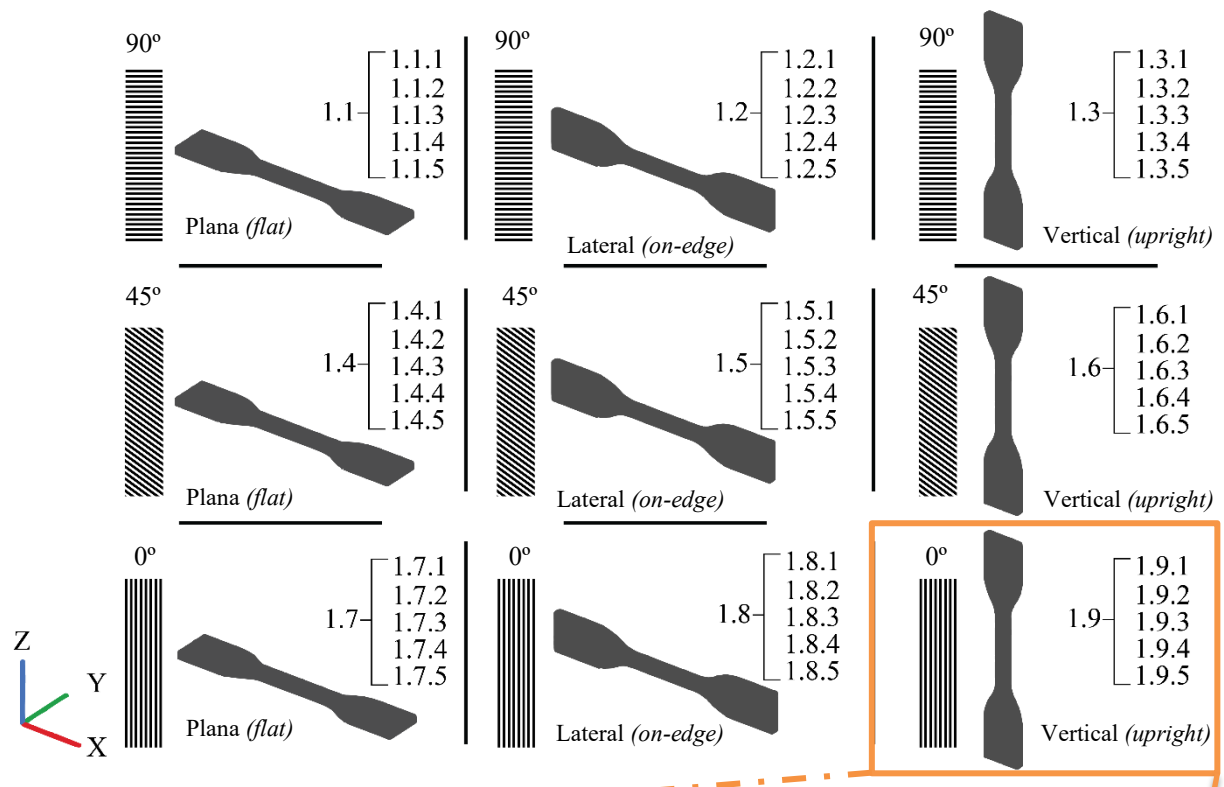 90º
1.1
1.1.1
1.1.2
1.1.3
1.1.4
1.1.5
Plana (flat)
90º
1.2
1.2.1
1.2.2
1.2.3
1.2.4
1.2.5
Lateral (on-edge)
90º
1.3
1.3.1
1.3.2
1.3.3
1.3.4
1.3.5
Vertical (upright)
45º
1.4
1.4.1
1.4.2
1.4.3
1.4.4
1.4.5
Plana (flat)
45º
1.5
1.5.1
1.5.2
1.5.3
1.5.4
1.5.5
Lateral (on-edge)
45º
1.6
1.6.1
1.6.2
1.6.3
1.6.4
1.6.5
Vertical (upright)
0º
1.7
1.7.1
1.7.2
1.7.3
1.7.4
1.7.5
Plana (flat)
0º
1.8
1.8.1
1.8.2
1.8.3
1.8.4
1.8.5
Lateral (on-edge)
0º
1.9
1.9.1
1.9.2
1.9.3
1.9.4
1.9.5
Vertical (upright)
Z
Y
X